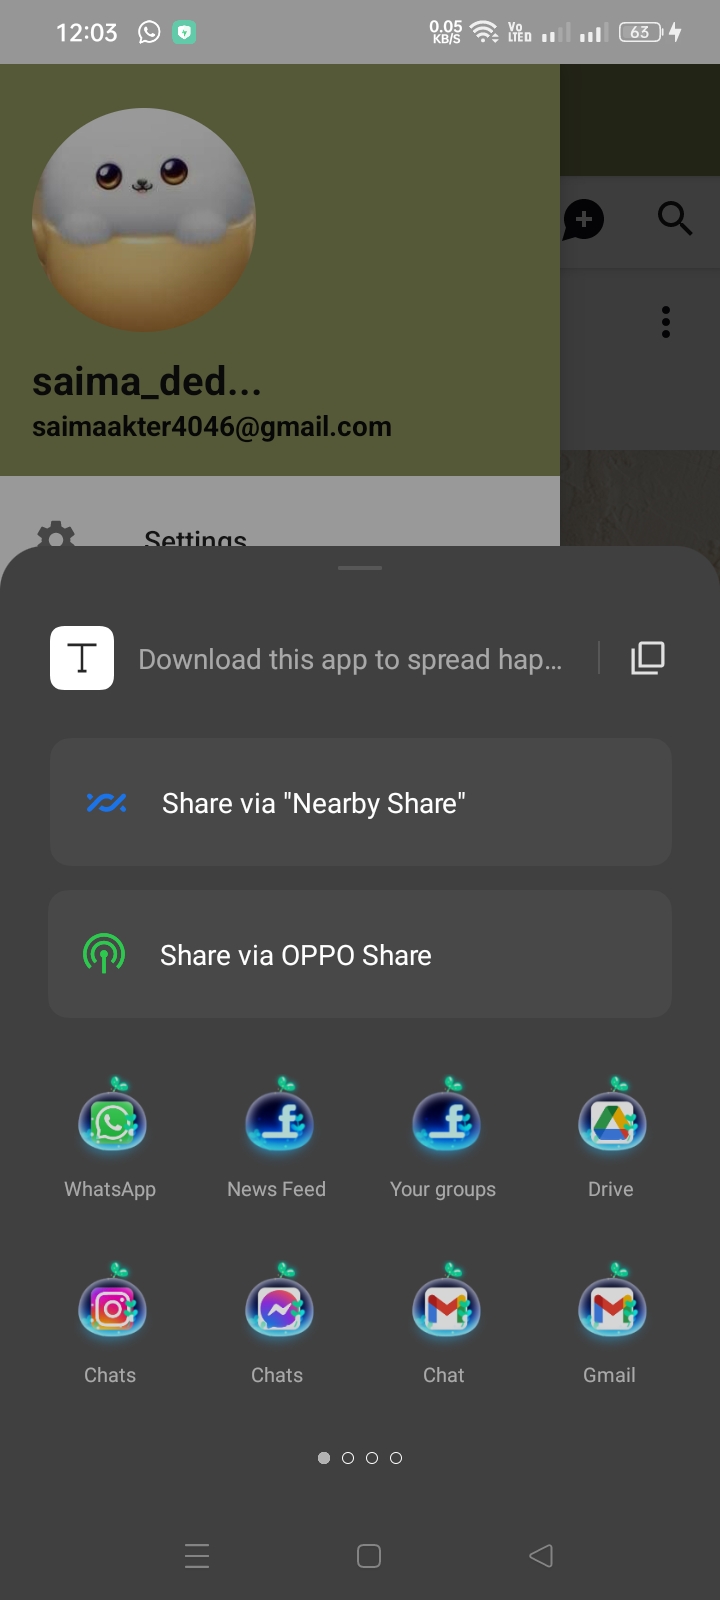 12:03
0.05 KB/S
Vo LTED
63
saima_ded...
saimaakter4046@gmail.com
Settings
T
Download this app to spread hap...
Share via "Nearby Share"
Share via OPPO Share
WhatsApp News Feed Your groups Drive
Chats Chats Chat Gmail